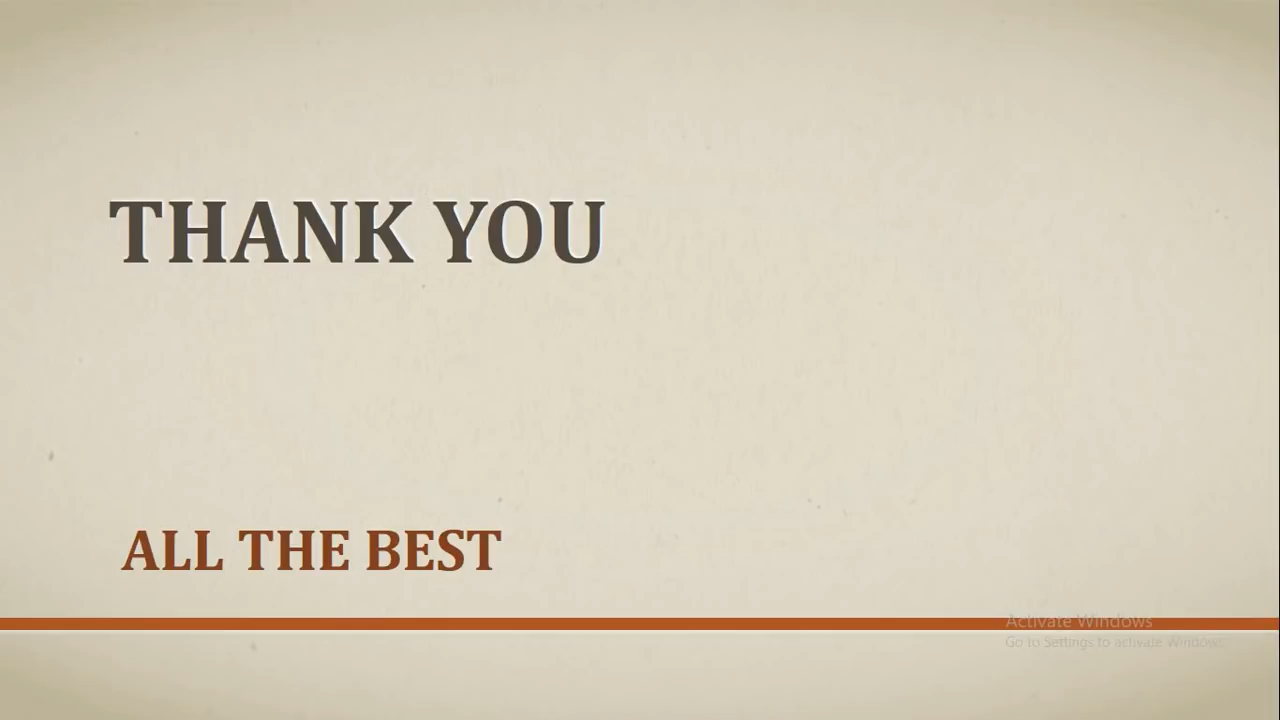 THANK YOU
ALL THE BEST
Activate Windows
Go to Settings to activate Windows.